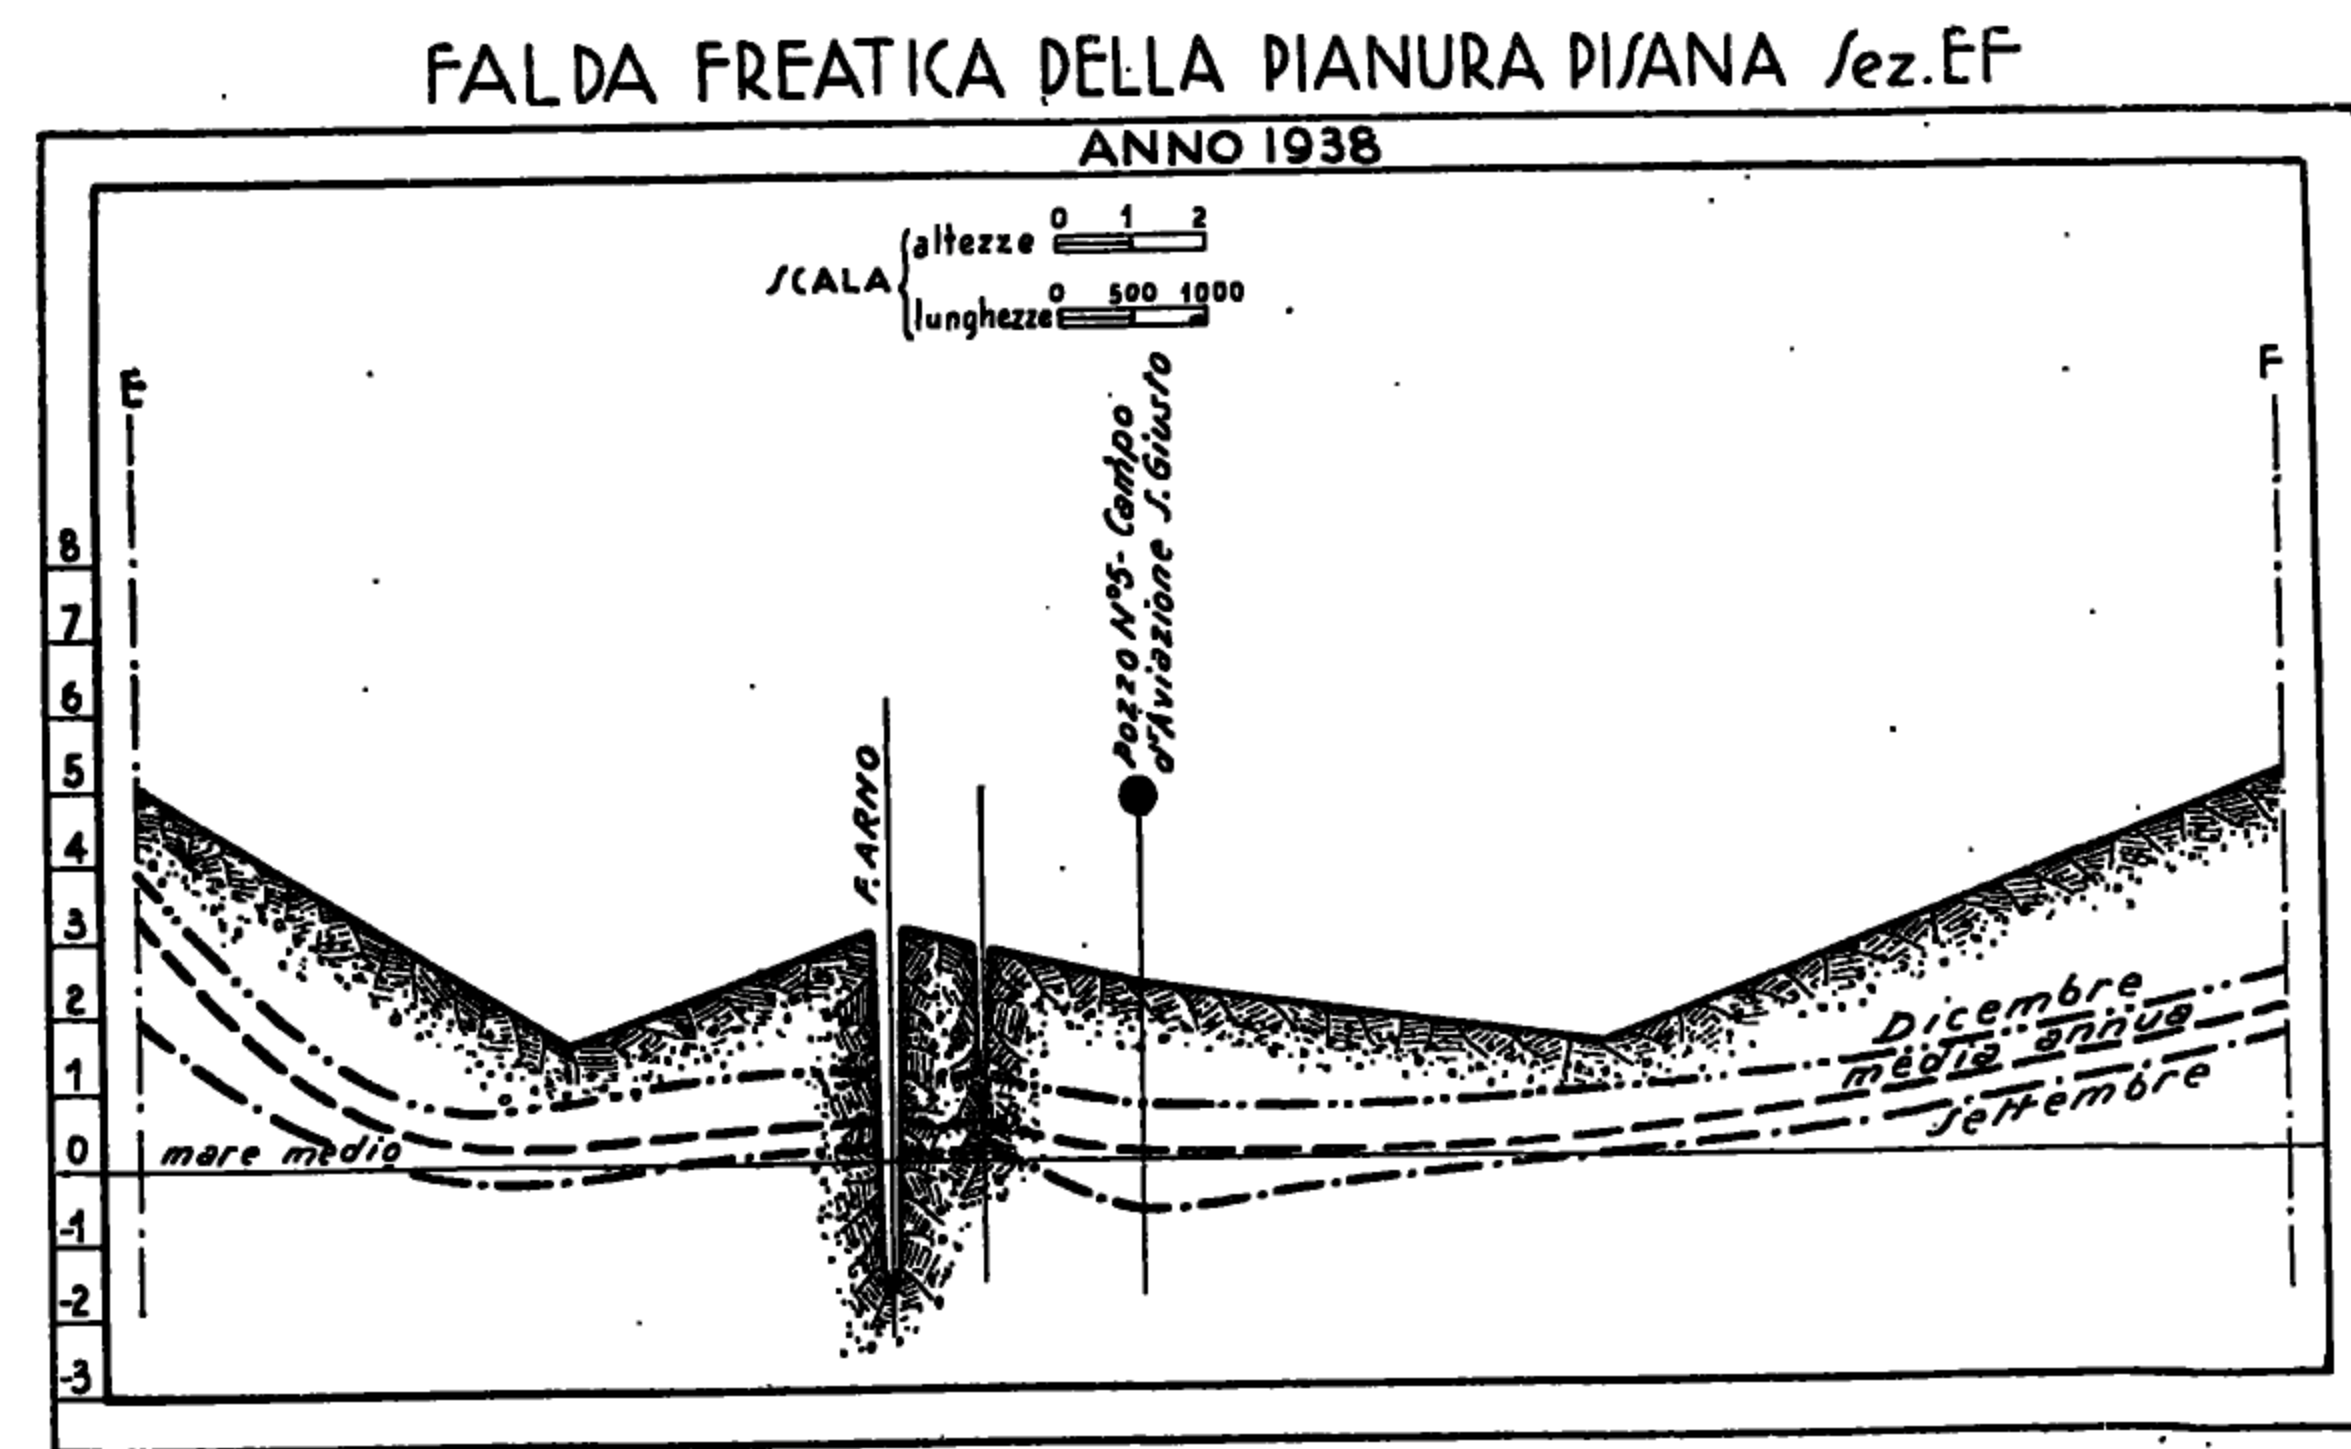 FALDA FREATICA DELLA PIANURA PISANA Sez. EF
ANNO 1938
SCALA
altezze 0 1 2
lunghezze 0 500 1000
E
F
Pozzo N°5 - Campo
d'Aviazione S. Giusto
F. ARNO
8
7
6
5
4
3
2
1
0
-1
-2
-3
mare medio
Dicembre
media annua
settembre